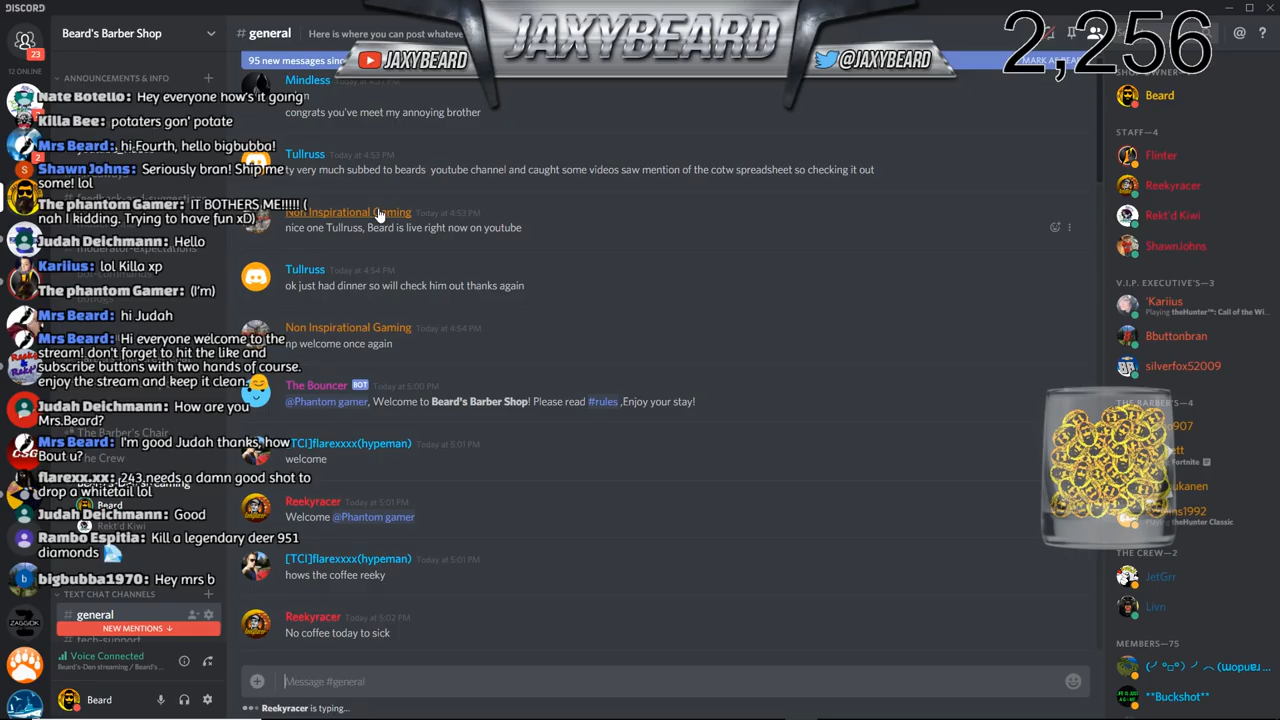 DISCORD
JAXYBEARD
JAXYBEARD
@JAXYBEARD
2,256
23
12 ONLINE
Beard's Barber Shop
# general
Here is where you can post whatever
95 new messages since
ANNOUNCEMENTS & INFO
Nate Botello: Hey everyone how's it going
Killa Bee: potaters gon' potate
Mrs Beard: hi Fourth, hello bigbubba!
Shawn Johns: Seriously bran! Ship me
some! lol
The phantom Gamer: IT BOTHERS ME!!!!! (
nah I kidding. Trying to have fun xD)
Judah Deichmann: Hello
Kariius: lol Killa xp
The phantom Gamer: (I'm)
Mrs Beard: hi Judah
Mrs Beard: Hi everyone welcome to the
stream! don't forget to hit the like and
subscribe buttons with two hands of course.
enjoy the stream and keep it clean.
Judah Deichmann: How are you
Mrs.Beard?
The Barber's Chair
Mrs Beard: I'm good Judah thanks, how
Bout u?
The Crew
flarexx.xx: 243 needs a damn good shot to
drop a whitetail lol
Beard
Judah Deichmann: Good
Rekt'd Kiwi
Rambo Espitia: Kill a legendary deer 951
diamonds
bigbubba1970: Hey mrs b
TEXT CHAT CHANNELS
# general
NEW MENTIONS ↓
tech-support
Voice Connected
Beard's-Den streaming / Beard's...
Beard
Mindless
congrats you've meet my annoying brother
Tullruss Today at 4:53 PM
ty very much subbed to beards youtube channel and caught some videos saw mention of the cotw spreadsheet so checking it out
Non Inspirational Gaming Today at 4:53 PM
nice one Tullruss, Beard is live right now on youtube
Tullruss Today at 4:54 PM
ok just had dinner so will check him out thanks again
Non Inspirational Gaming Today at 4:54 PM
np welcome once again
The Bouncer BOT Today at 5:00 PM
@Phantom gamer, Welcome to Beard's Barber Shop! Please read #rules ,Enjoy your stay!
[TCI]flarexxxx(hypeman) Today at 5:01 PM
welcome
Reekyracer Today at 5:01 PM
Welcome @Phantom gamer
[TCI]flarexxxx(hypeman) Today at 5:01 PM
hows the coffee reeky
Reekyracer Today at 5:02 PM
No coffee today to sick
Message #general
Reekyracer is typing...
SHOP OWNER
Beard
STAFF—4
Flinter
Reekyracer
Rekt'd Kiwi
ShawnJohns
V.I.P. EXECUTIVE'S—3
'Kariius
Playing theHunter™: Call of the Wi...
Bbuttonbran
silverfox52009
THE BARBER'S—4
Fortnite
Playing theHunter Classic
THE CREW—2
JetGrr
Livn
MEMBERS—75
**Buckshot**